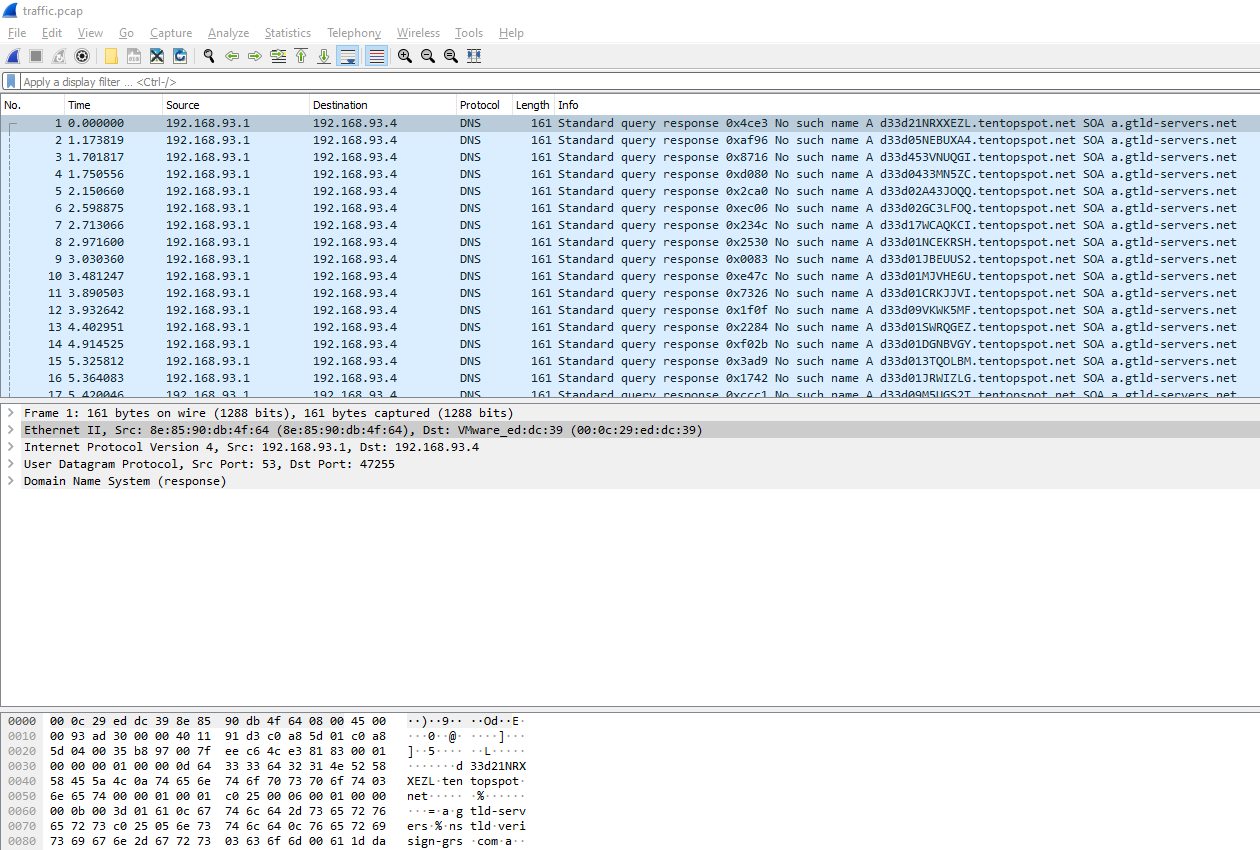 traffic.pcap
File Edit View Go Capture Analyze Statistics Telephony Wireless Tools Help
Apply a display filter ... <Ctrl-/>
No. Time Source Destination Protocol Length Info
1 0.000000 192.168.93.1 192.168.93.4 DNS 161 Standard query response 0x4ce3 No such name A d33d21NRXXEZL.tentopspot.net SOA a.gtld-servers.net
2 1.173819 192.168.93.1 192.168.93.4 DNS 161 Standard query response 0xaf96 No such name A d33d05NEBUXA4.tentopspot.net SOA a.gtld-servers.net
3 1.701817 192.168.93.1 192.168.93.4 DNS 161 Standard query response 0x8716 No such name A d33d453VNUQGI.tentopspot.net SOA a.gtld-servers.net
4 1.750556 192.168.93.1 192.168.93.4 DNS 161 Standard query response 0xd080 No such name A d33d0433MN5ZC.tentopspot.net SOA a.gtld-servers.net
5 2.150660 192.168.93.1 192.168.93.4 DNS 161 Standard query response 0x2ca0 No such name A d33d02A43JOQQ.tentopspot.net SOA a.gtld-servers.net
6 2.598875 192.168.93.1 192.168.93.4 DNS 161 Standard query response 0xec06 No such name A d33d02GC3LFOQ.tentopspot.net SOA a.gtld-servers.net
7 2.713066 192.168.93.1 192.168.93.4 DNS 161 Standard query response 0x234c No such name A d33d17WCAQKCI.tentopspot.net SOA a.gtld-servers.net
8 2.971600 192.168.93.1 192.168.93.4 DNS 161 Standard query response 0x2530 No such name A d33d01NCEKRSH.tentopspot.net SOA a.gtld-servers.net
9 3.030360 192.168.93.1 192.168.93.4 DNS 161 Standard query response 0x0083 No such name A d33d01JBEUUS2.tentopspot.net SOA a.gtld-servers.net
10 3.481247 192.168.93.1 192.168.93.4 DNS 161 Standard query response 0xe47c No such name A d33d01MJVHE6U.tentopspot.net SOA a.gtld-servers.net
11 3.890503 192.168.93.1 192.168.93.4 DNS 161 Standard query response 0x7326 No such name A d33d01CRKJJVI.tentopspot.net SOA a.gtld-servers.net
12 3.932642 192.168.93.1 192.168.93.4 DNS 161 Standard query response 0x1f0f No such name A d33d09VKWK5MF.tentopspot.net SOA a.gtld-servers.net
13 4.402951 192.168.93.1 192.168.93.4 DNS 161 Standard query response 0x2284 No such name A d33d01SWRQGEZ.tentopspot.net SOA a.gtld-servers.net
14 4.914525 192.168.93.1 192.168.93.4 DNS 161 Standard query response 0xf02b No such name A d33d01DGNBVGY.tentopspot.net SOA a.gtld-servers.net
15 5.325812 192.168.93.1 192.168.93.4 DNS 161 Standard query response 0x3ad9 No such name A d33d013TQOLBM.tentopspot.net SOA a.gtld-servers.net
16 5.364083 192.168.93.1 192.168.93.4 DNS 161 Standard query response 0x1742 No such name A d33d01JRWIZLG.tentopspot.net SOA a.gtld-servers.net
17 5.420046 192.168.93.1 192.168.93.4 DNS 161 Standard query response 0xccc1 No such name A d33d09M5UGS2T.tentopspot.net SOA a.gtld-servers.net
Frame 1: 161 bytes on wire (1288 bits), 161 bytes captured (1288 bits)
Ethernet II, Src: 8e:85:90:db:4f:64 (8e:85:90:db:4f:64), Dst: VMware_ed:dc:39 (00:0c:29:ed:dc:39)
Internet Protocol Version 4, Src: 192.168.93.1, Dst: 192.168.93.4
User Datagram Protocol, Src Port: 53, Dst Port: 47255
Domain Name System (response)
0000 00 0c 29 ed dc 39 8e 85 90 db 4f 64 08 00 45 00 ··)··9·· ··Od··E·
0010 00 93 ad 30 00 00 40 11 91 d3 c0 a8 5d 01 c0 a8 ···0··@· ····]···
0020 5d 04 00 35 b8 97 00 7f ee c6 4c e3 81 83 00 01 ]··5···· ··L·····
0030 00 00 00 01 00 00 0d 64 33 33 64 32 31 4e 52 58 ·······d 33d21NRX
0040 58 45 5a 4c 0a 74 65 6e 74 6f 70 73 70 6f 74 03 XEZL·ten topspot·
0050 6e 65 74 00 00 01 00 01 c0 25 00 06 00 01 00 00 net····· ·%······
0060 00 0b 00 3d 01 61 0c 67 74 6c 64 2d 73 65 72 76 ···=·a·g tld-serv
0070 65 72 73 c0 25 05 6e 73 74 6c 64 0c 76 65 72 69 ers·%·ns tld·veri
0080 73 69 67 6e 2d 67 72 73 03 63 6f 6d 00 61 1d da sign-grs ·com·a··